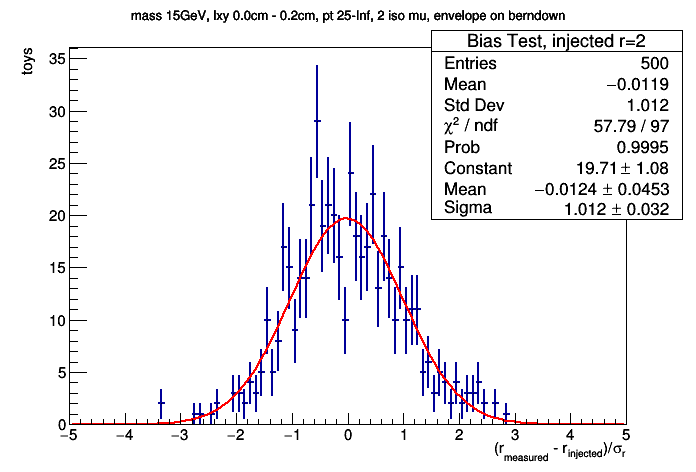 mass 15GeV, lxy 0.0cm - 0.2cm, pt 25-Inf, 2 iso mu, envelope on berndown
Bias Test, injected r=2
Entries 500
Mean −0.0119
Std Dev 1.012
χ² / ndf 57.79 / 97
Prob 0.9995
Constant 19.71 ± 1.08
Mean −0.0124 ± 0.0453
Sigma 1.012 ± 0.032
toys
35
30
25
20
15
10
5
0
−5 −4 −3 −2 −1 0 1 2 3 4 5
(r_measured - r_injected)/σ_r